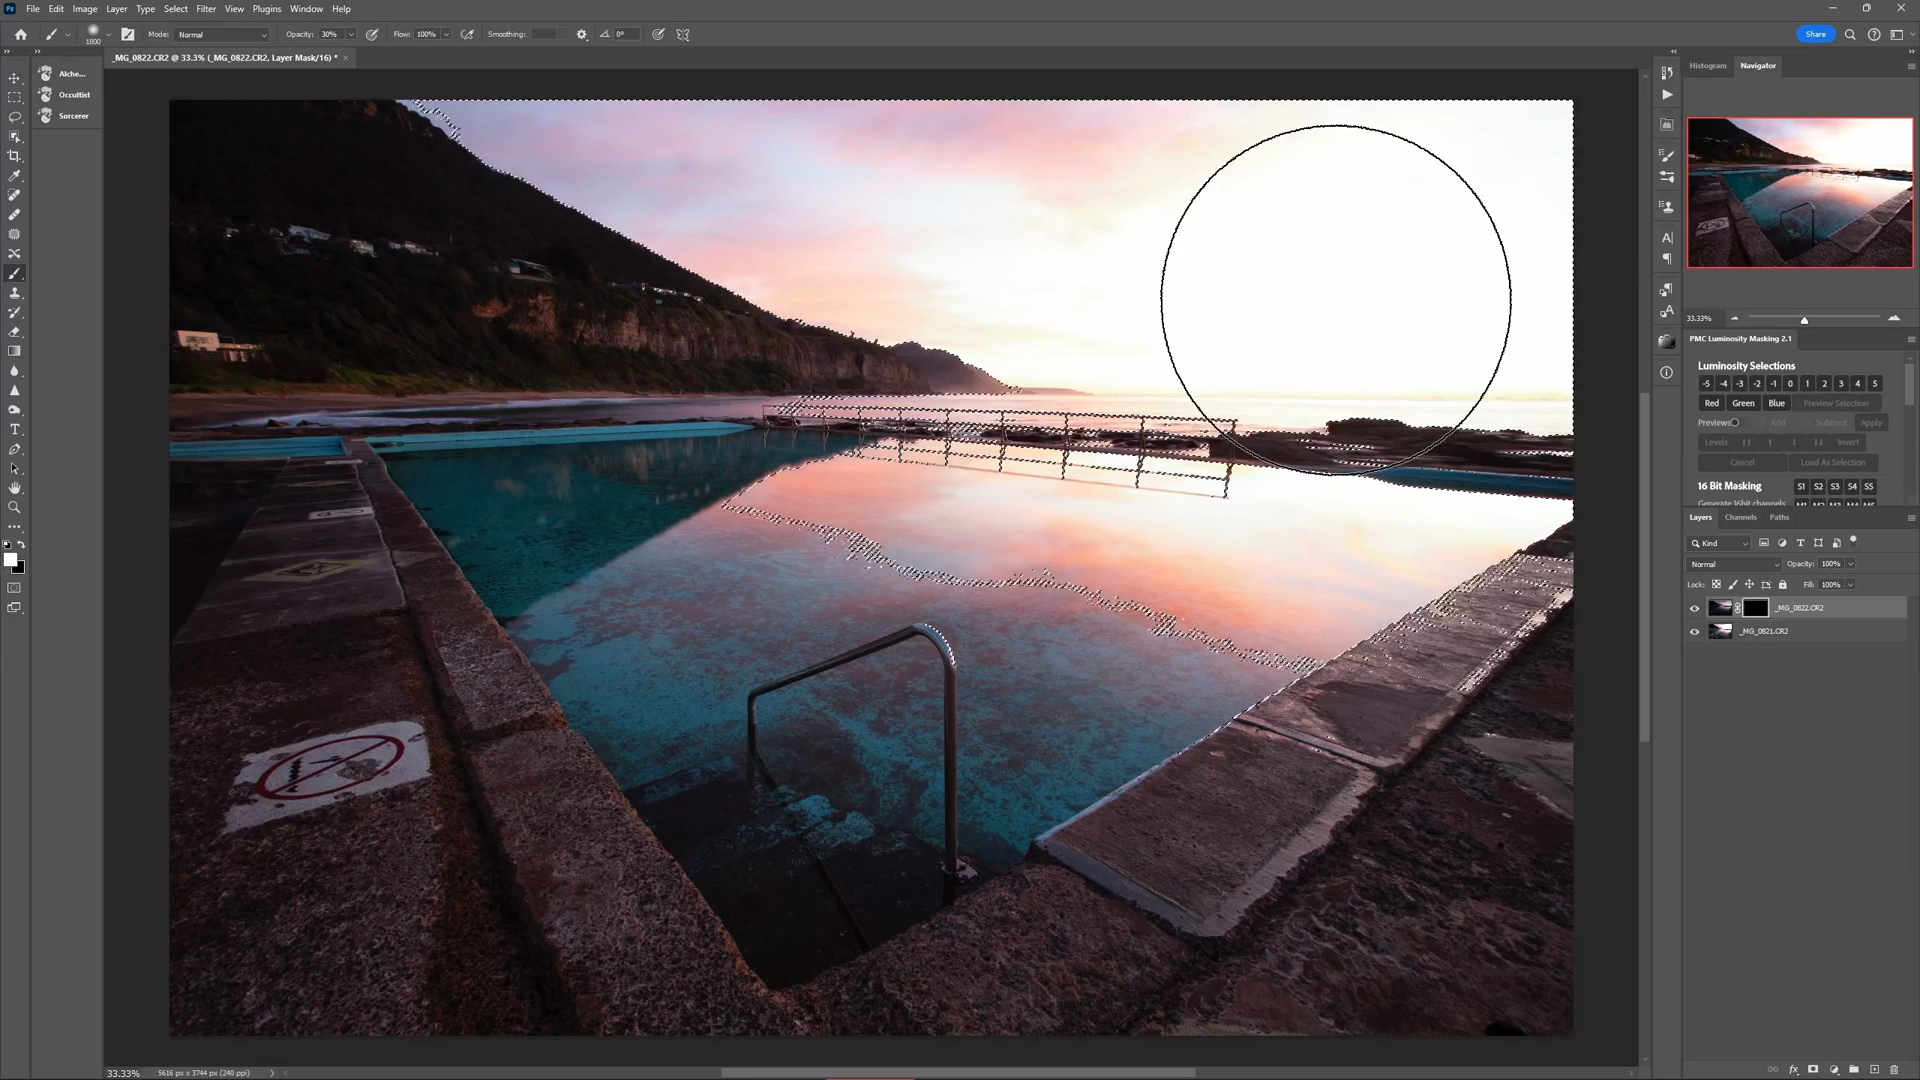 File Edit Image Layer Type Select Filter View Plugins Window Help
1800 Mode: Normal Opacity: 30% Flow: 100% Smoothing: 0° Share
_MG_0822.CR2 @ 33.3% (_MG_0822.CR2, Layer Mask/16) * ×
Histogram Navigator
Alche...
Occultist
Sorcerer
33.33%
PMC Luminosity Masking 2.1
Luminosity Selections
-5 -4 -3 -2 -1 0 1 2 3 4 5
Red Green Blue Preview Selection
Previews Add Subtract Apply
Levels Invert
Cancel Load As Selection
16 Bit Masking S1 S2 S3 S4 S5
Generate 16bit channels
Layers Channels Paths
Kind
Normal Opacity: 100%
Lock: Fill: 100%
_MG_0822.CR2
_MG_0821.CR2
33.33% 5616 px x 3744 px (240 ppi)